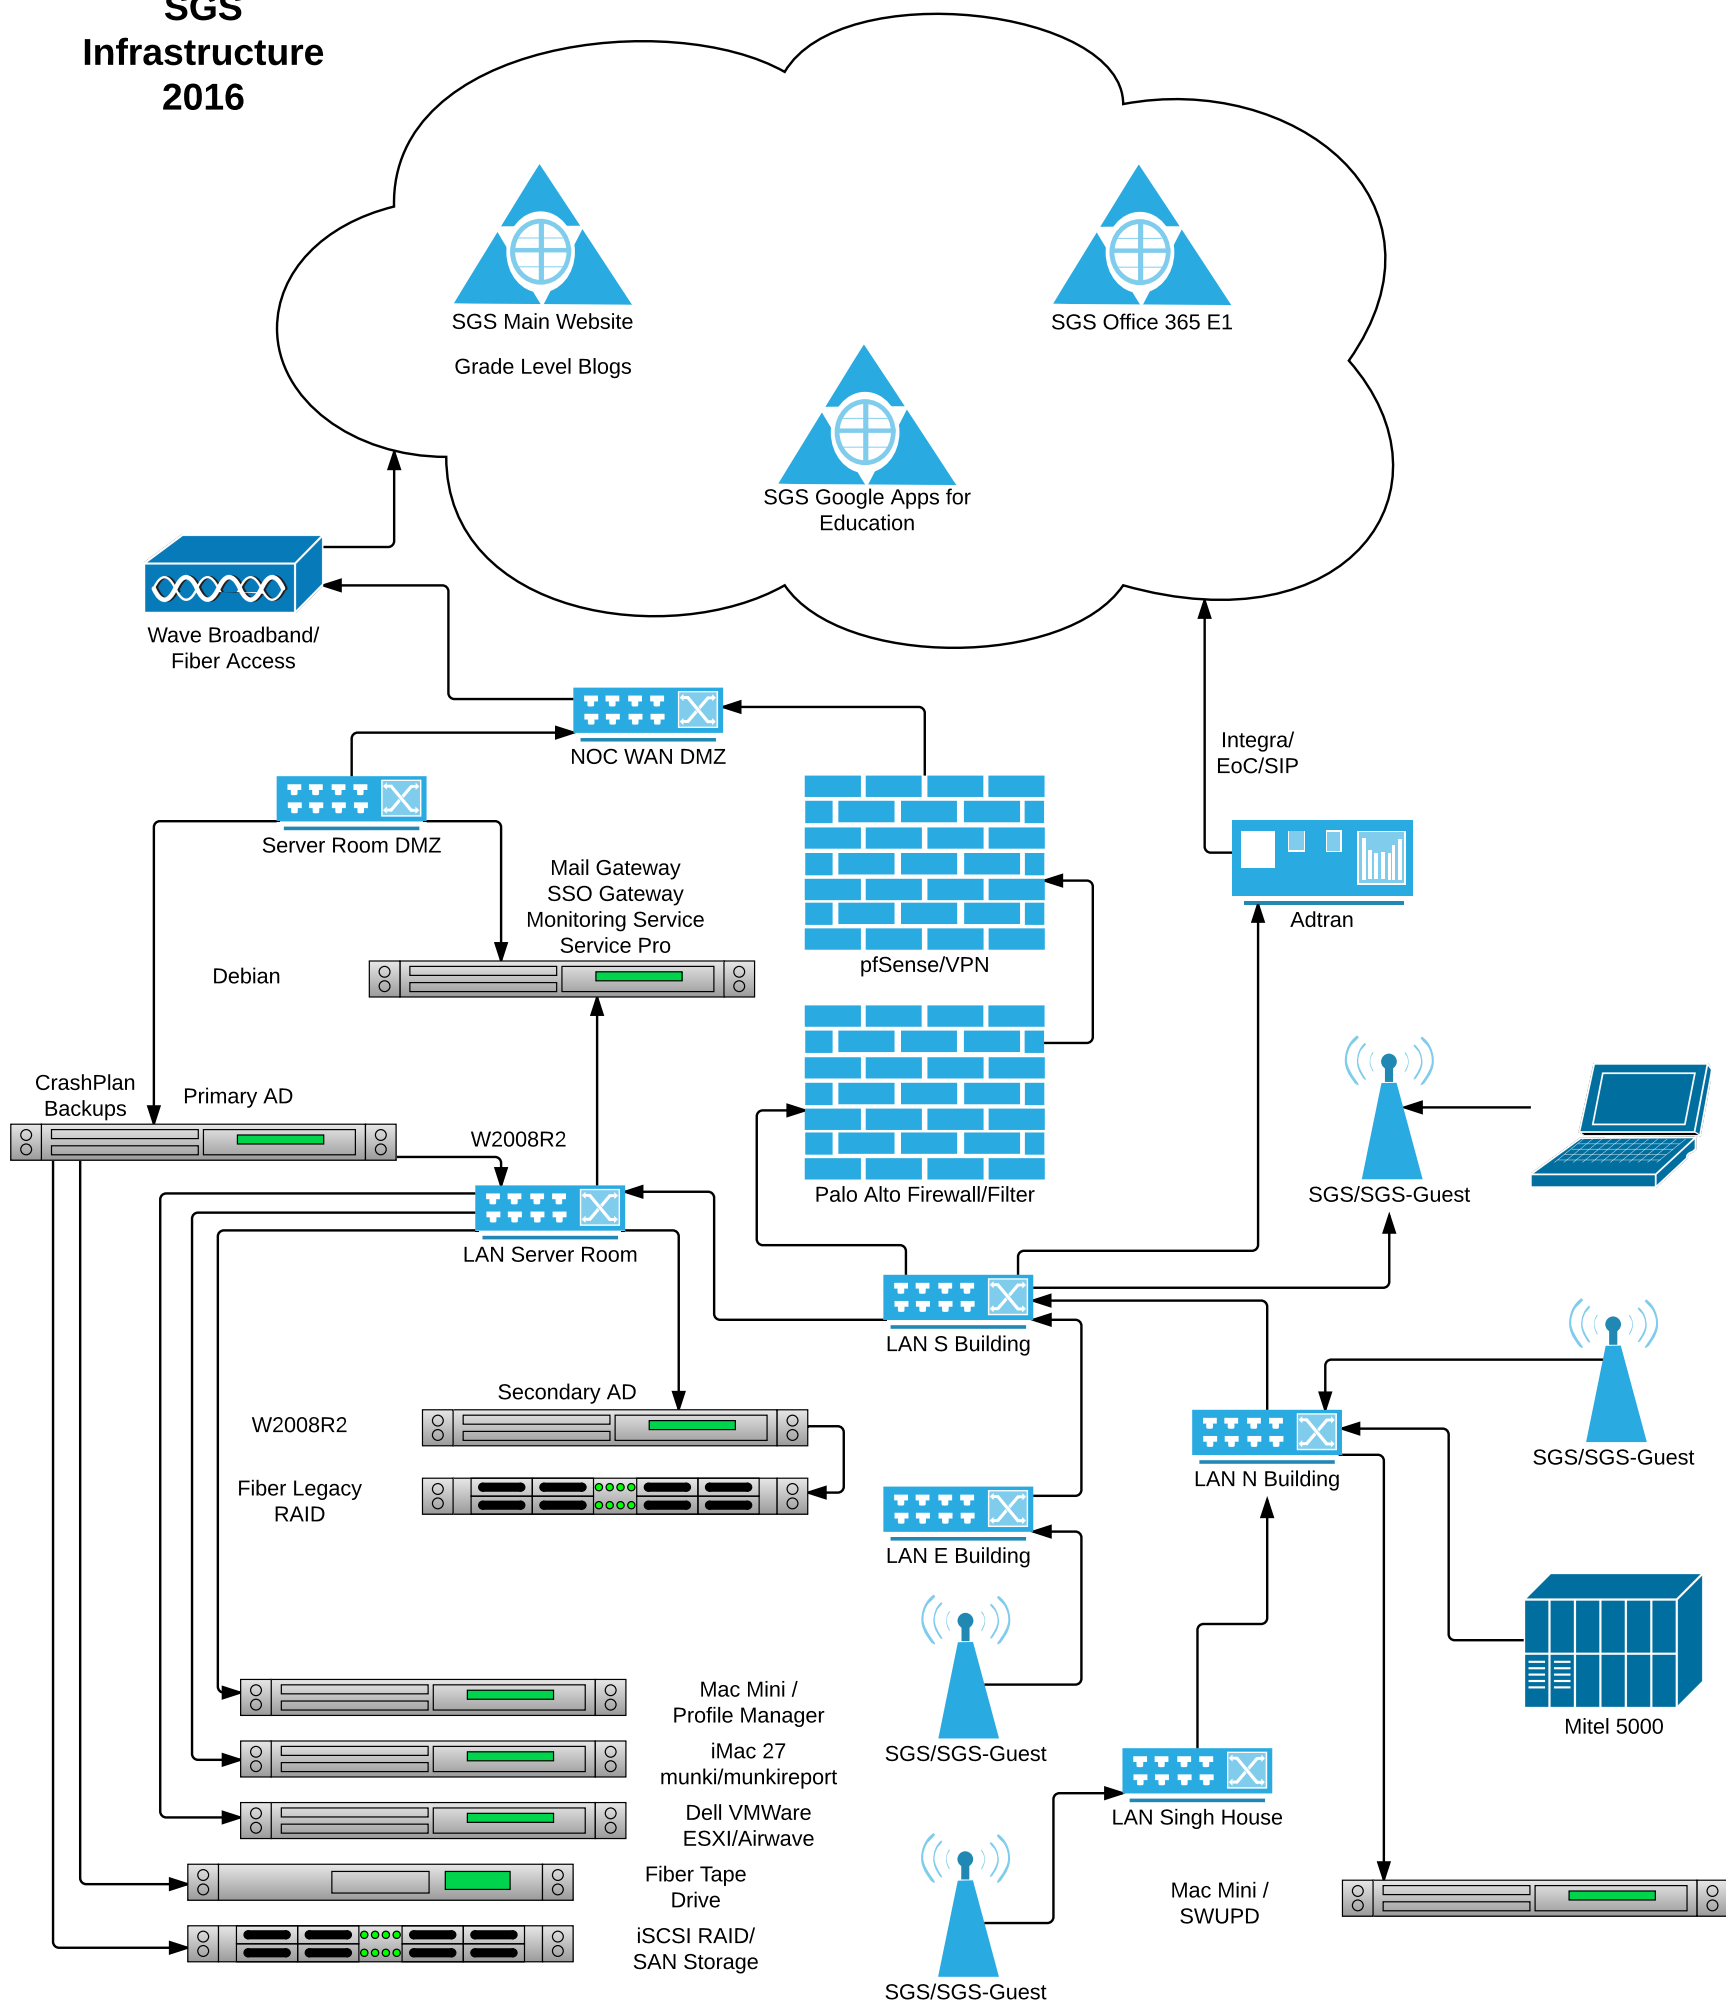 SGS
Infrastructure
2016
SGS Main Website
Grade Level Blogs
SGS Office 365 E1
SGS Google Apps for
Education
Wave Broadband/
Fiber Access
NOC WAN DMZ
Integra/
EoC/SIP
Server Room DMZ
Mail Gateway
SSO Gateway
Monitoring Service
Service Pro
Adtran
pfSense/VPN
Debian
CrashPlan
Backups
Primary AD
W2008R2
Palo Alto Firewall/Filter
SGS/SGS-Guest
LAN Server Room
LAN S Building
Secondary AD
W2008R2
Fiber Legacy
RAID
SGS/SGS-Guest
LAN N Building
LAN E Building
Mac Mini /
Profile Manager
Mitel 5000
iMac 27
munki/munkireport
SGS/SGS-Guest
Dell VMWare
ESXI/Airwave
LAN Singh House
Fiber Tape
Drive
Mac Mini /
SWUPD
iSCSI RAID/
SAN Storage
SGS/SGS-Guest